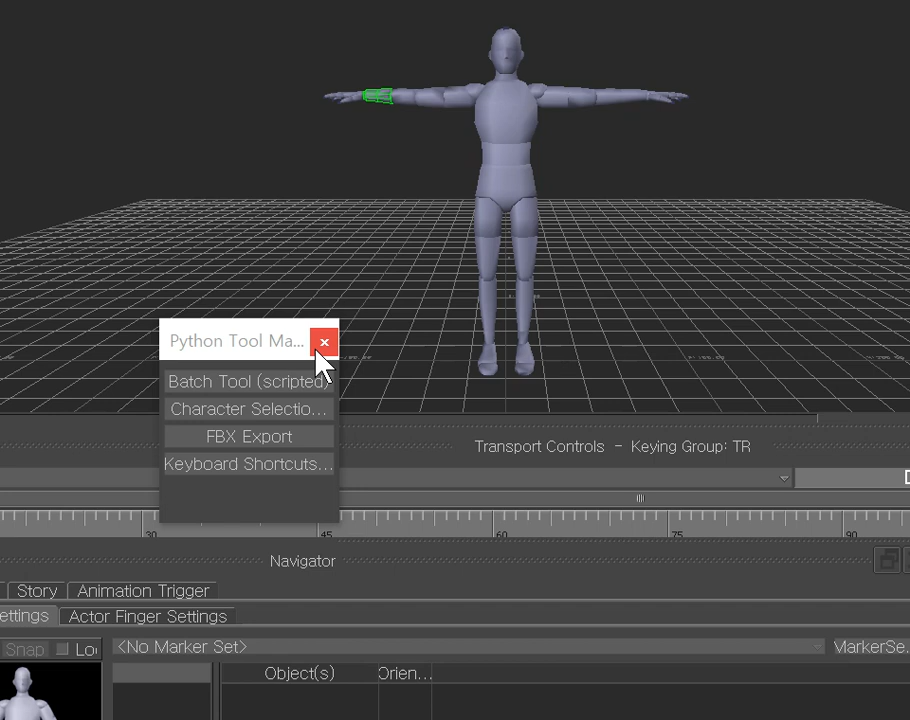 Python Tool Ma...
Batch Tool (scripted)
Character Selectio...
FBX Export
Keyboard Shortcuts...
Transport Controls - Keying Group: TR
30 45 60 75 90
Navigator
Story Animation Trigger
ettings Actor Finger Settings
Snap Lo <No Marker Set> MarkerSe.
Object(s) Orien...